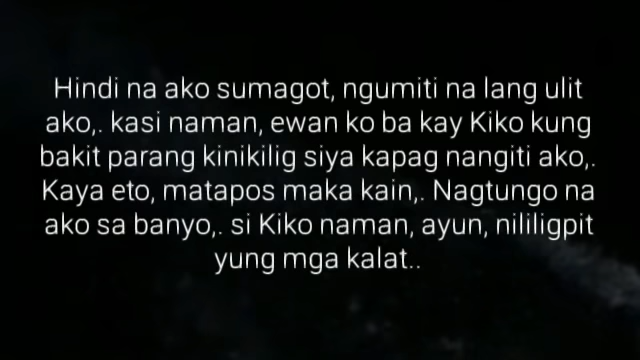 Hindi na ako sumagot, ngumiti na lang ulit
ako,. kasi naman, ewan ko ba kay Kiko kung
bakit parang kinikilig siya kapag nangiti ako,.
Kaya eto, matapos maka kain,. Nagtungo na
ako sa banyo,. si Kiko naman, ayun, nililigpit
yung mga kalat..